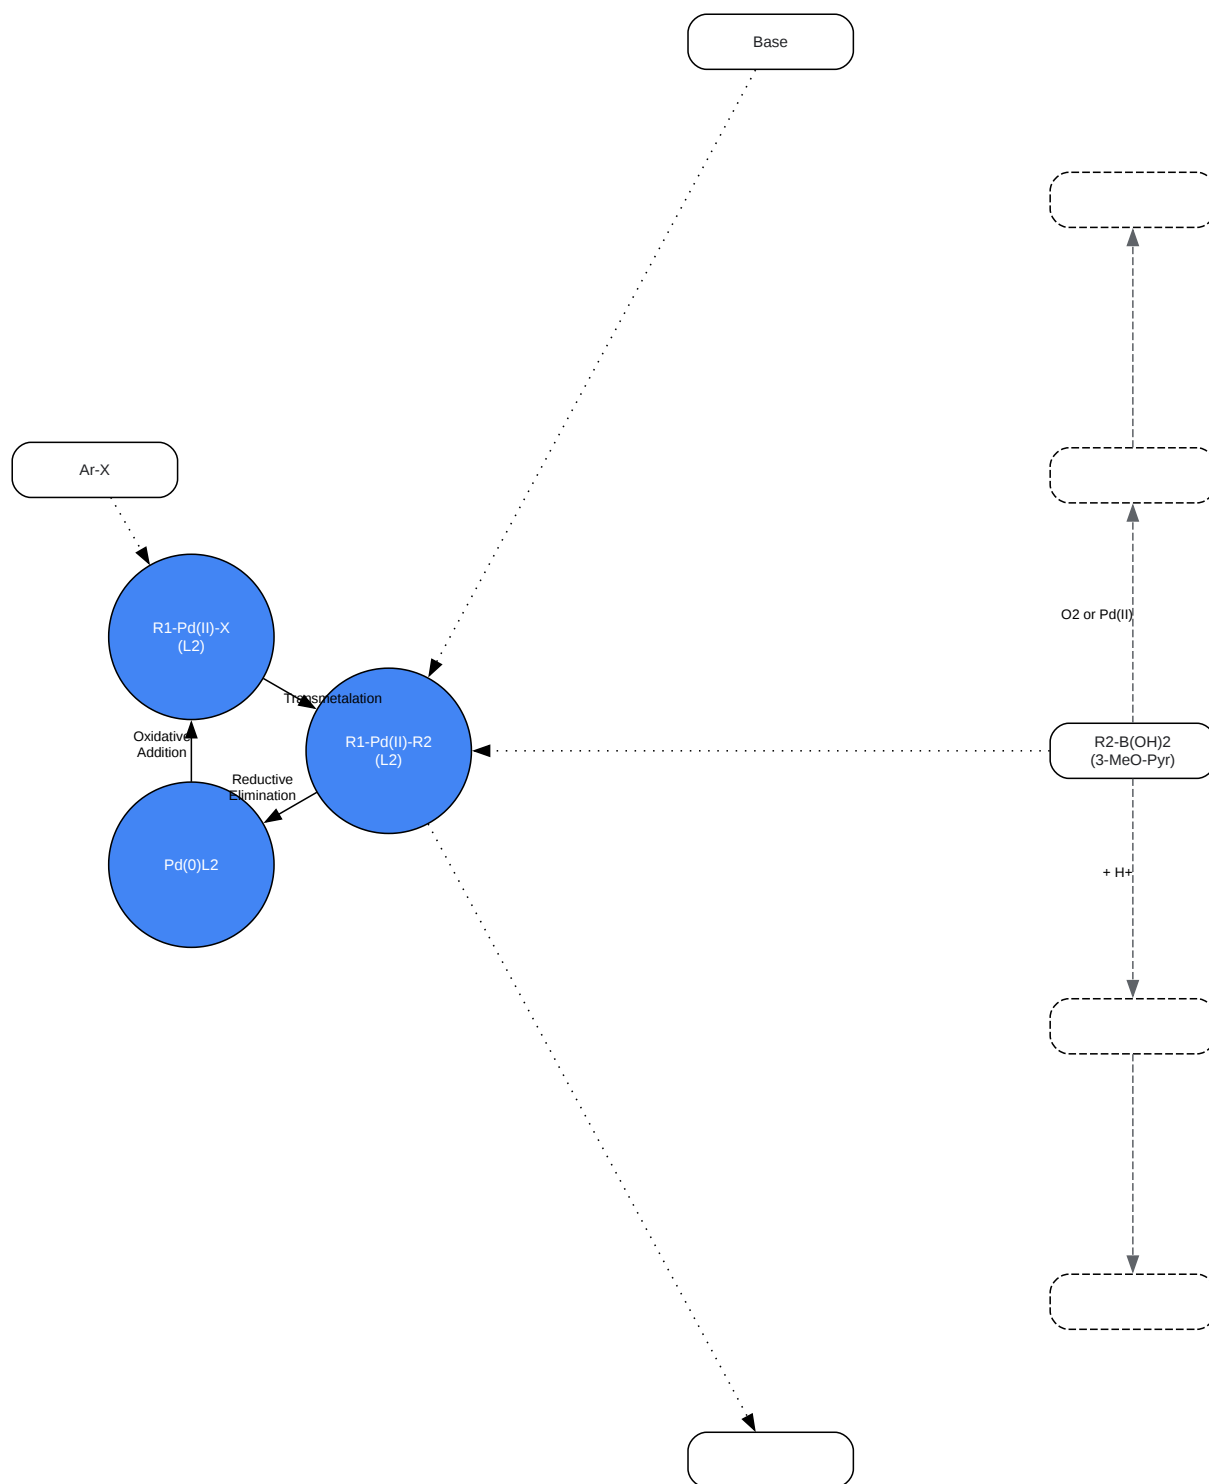 Base
Ar-X
R1-Pd(II)-X
(L2)
O2 or Pd(II)
Transmetalation
Oxidative
Addition
R1-Pd(II)-R2
(L2)
R2-B(OH)2
(3-MeO-Pyr)
Reductive
Elimination
Pd(0)L2
+ H+